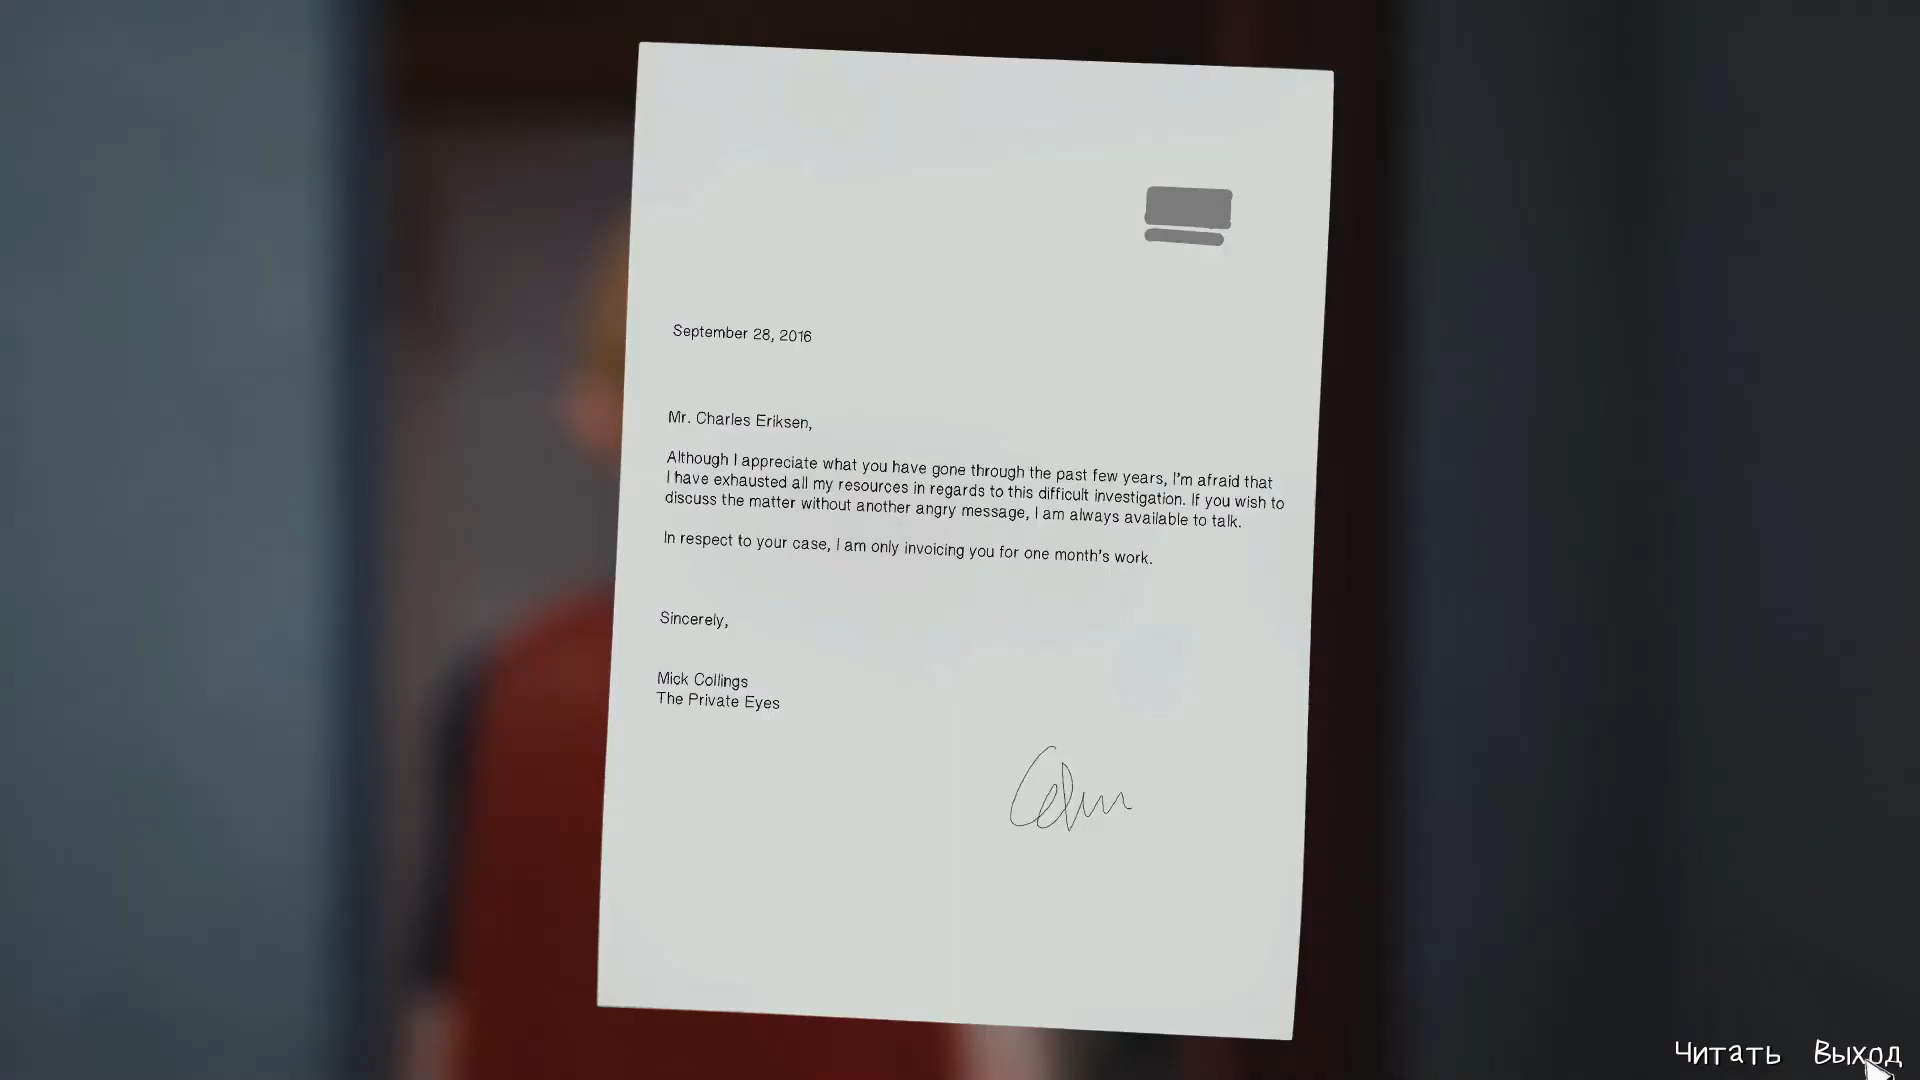 September 28, 2016
Mr. Charles Eriksen,
Although I appreciate what you have gone through the past few years, I'm afraid that
I have exhausted all my resources in regards to this difficult investigation. If you wish to
discuss the matter without another angry message, I am always available to talk.
In respect to your case, I am only invoicing you for one month's work.
Sincerely,
Mick Collings
The Private Eyes
Читать Выход